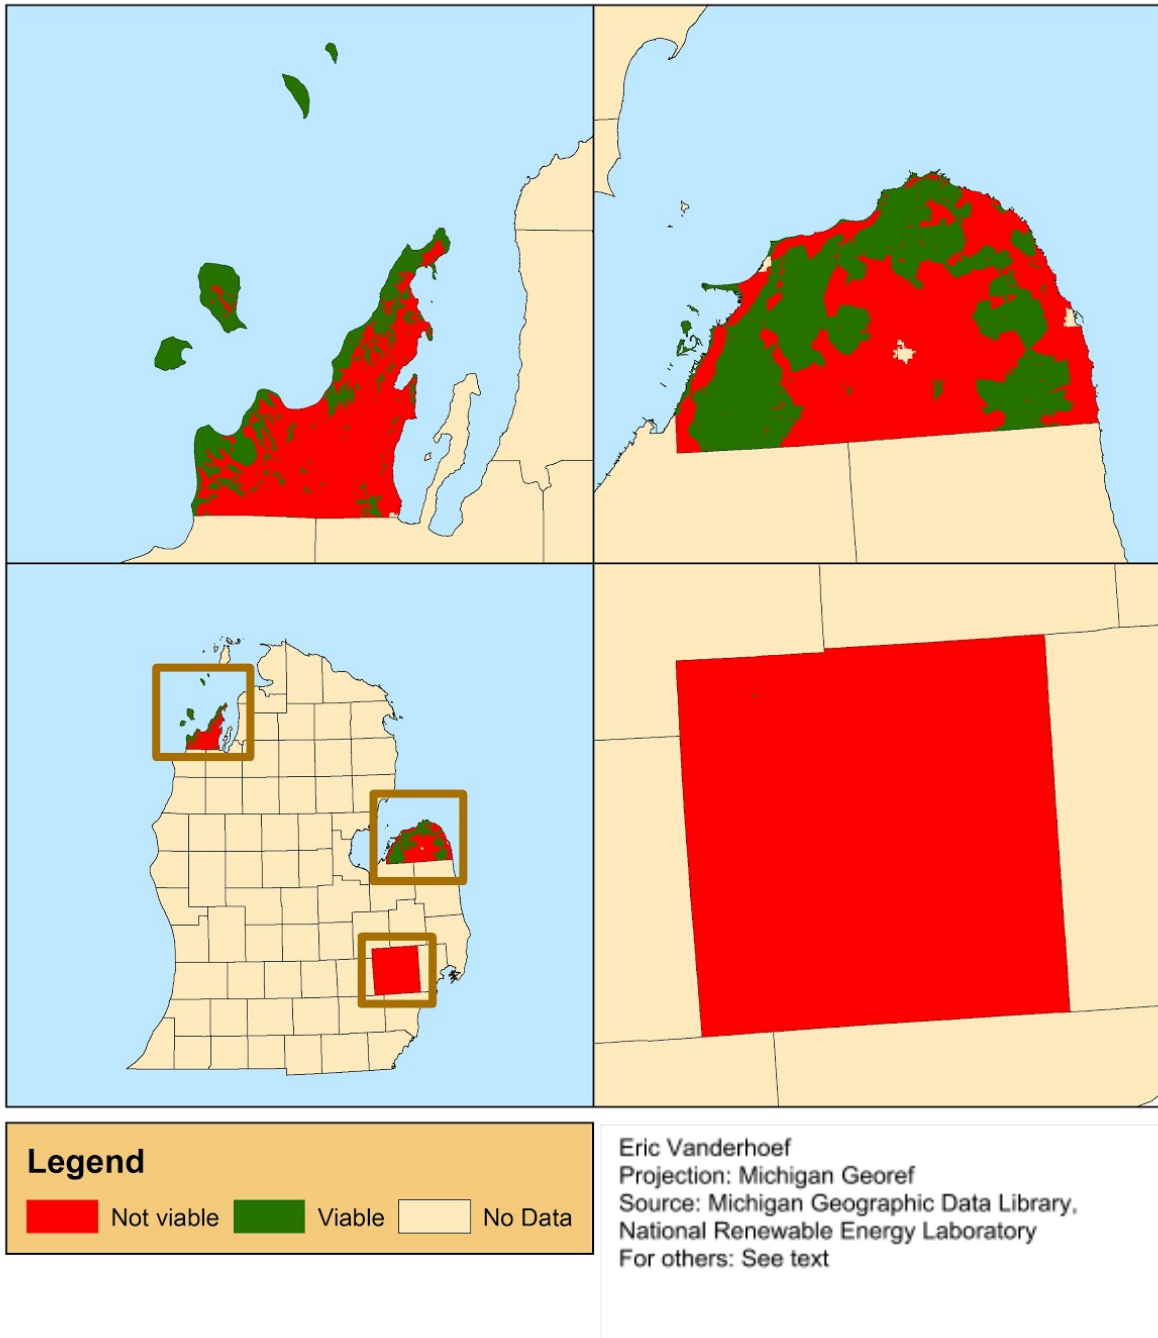 Legend
Not viable Viable No Data
Eric Vanderhoef
Projection: Michigan Georef
Source: Michigan Geographic Data Library,
National Renewable Energy Laboratory
For others: See text